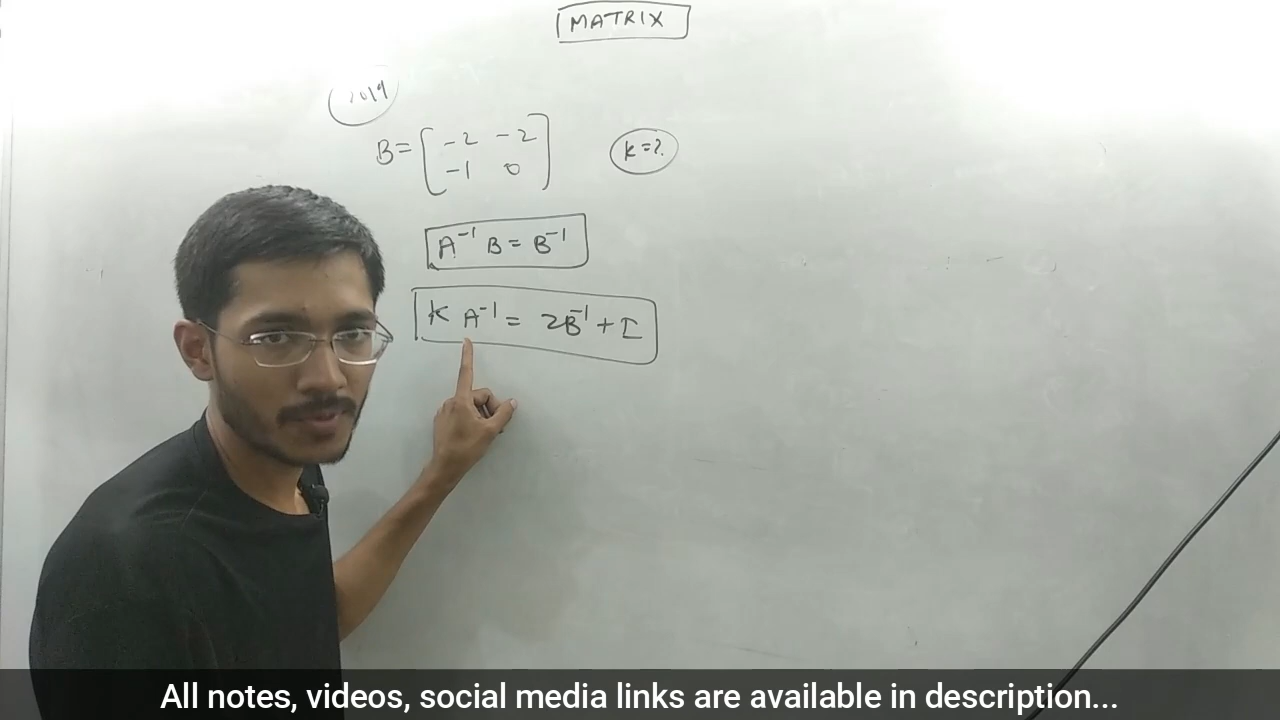 MATRIX
2019
B = [ -2 -2
-1 0 ]
K = ?
A⁻¹ B = B⁻¹
K A⁻¹ = 2B⁻¹ + I
All notes, videos, social media links are available in description...